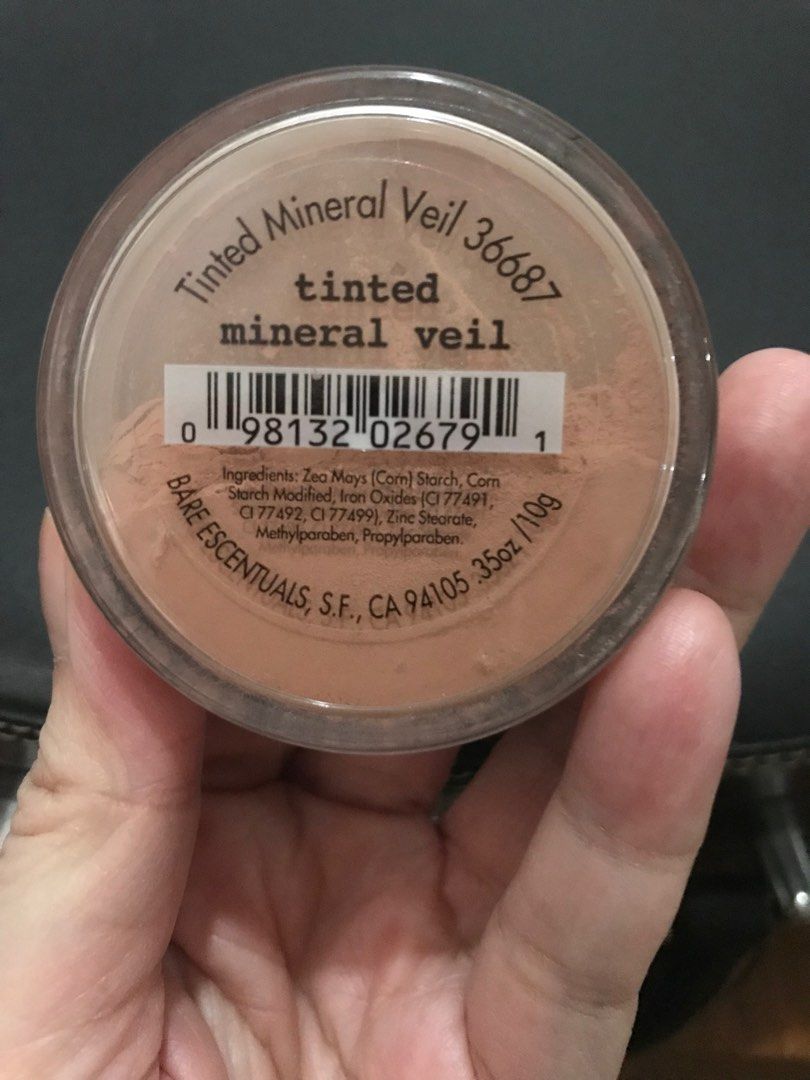 Tinted Mineral Veil 36687
tinted
mineral veil
0 98132 02679 1
Ingredients: Zea Mays (Corn) Starch, Corn
Starch Modified, Iron Oxides (CI 77491,
CI 77492, CI 77499), Zinc Stearate,
Methylparaben, Propylparaben.
BARE ESCENTUALS, S.F., CA 94105 .35oz /10g